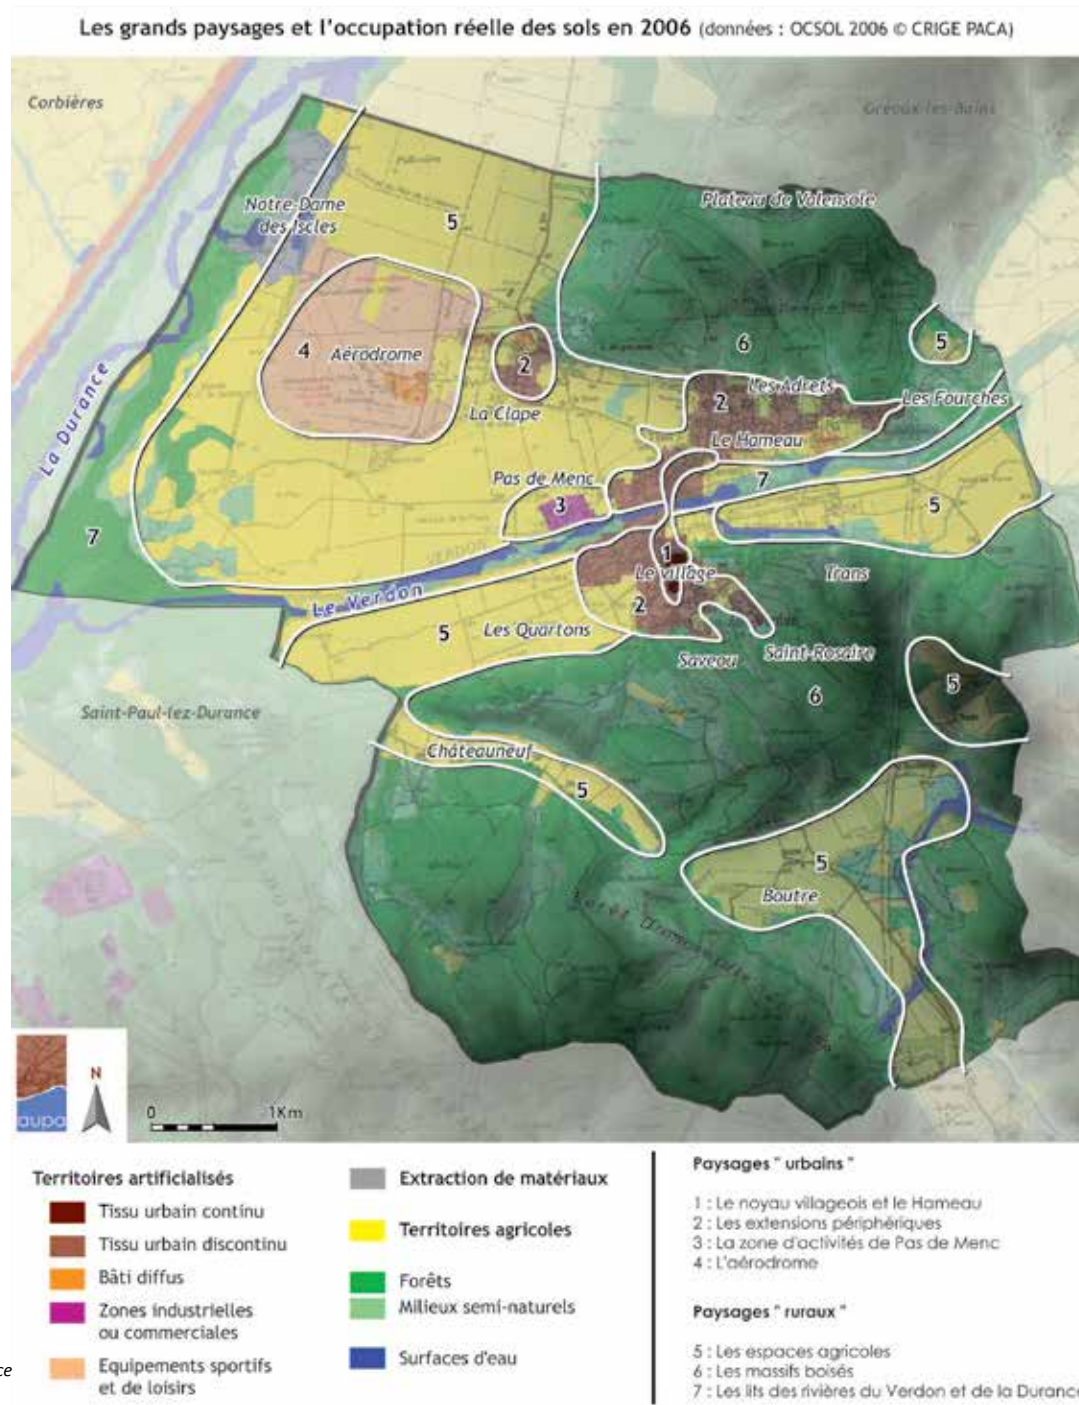 Les grands paysages et l'occupation réelle des sols en 2006 (données : OCSOL 2006 © CRIGE PACA)
Corbières
Gréoux-les-Bains
Notre-Dame
des Iscles
5
Plateau de Valensole
4
Aérodrome
2
6
5
La Durance
La Clape
2
Les Adrets
Les Fourches
Le Hameau
Pas de Menc
3
7
5
7
VERDON
1
Le village
Trans
Le Verdon
2
5
Les Quartons
Saveou
Saint-Rosaire
6
5
Saint-Paul-lez-Durance
Châteauneuf
5
5
Boutre
aupa
N
0 1Km
Territoires artificialisés
Tissu urbain continu
Tissu urbain discontinu
Bâti diffus
Zones industrielles
ou commerciales
Equipements sportifs
et de loisirs
Extraction de matériaux
Territoires agricoles
Forêts
Milieux semi-naturels
Surfaces d'eau
Paysages " urbains "
1 : Le noyau villageois et le Hameau
2 : Les extensions périphériques
3 : La zone d'activités de Pas de Menc
4 : L'aérodrome
Paysages " ruraux "
5 : Les espaces agricoles
6 : Les massifs boisés
7 : Les lits des rivières du Verdon et de la Durance
ce